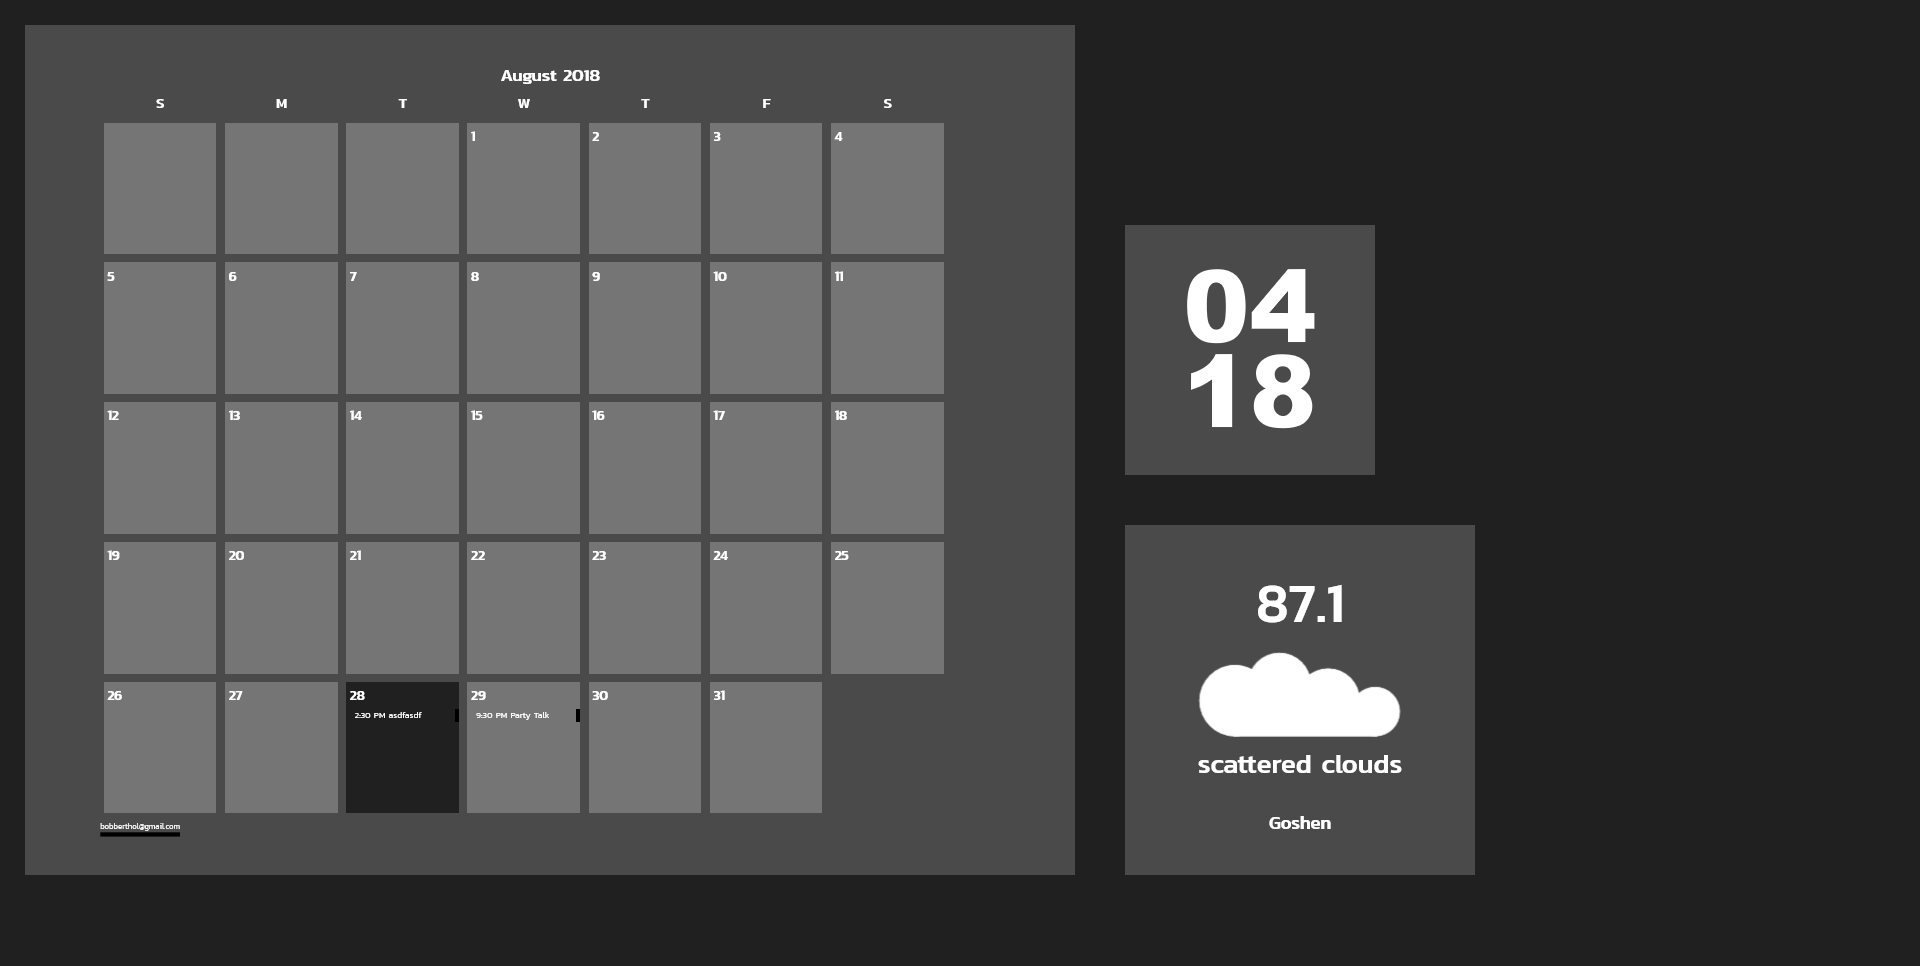 August 2018
S M T W T F S
1 2 3 4
5 6 7 8 9 10 11
12 13 14 15 16 17 18
19 20 21 22 23 24 25
26 27 28 29 30 31
2:30 PM asdfasdf
9:30 PM Party Talk
bobberthol@gmail.com
04
18
87.1
scattered clouds
Goshen